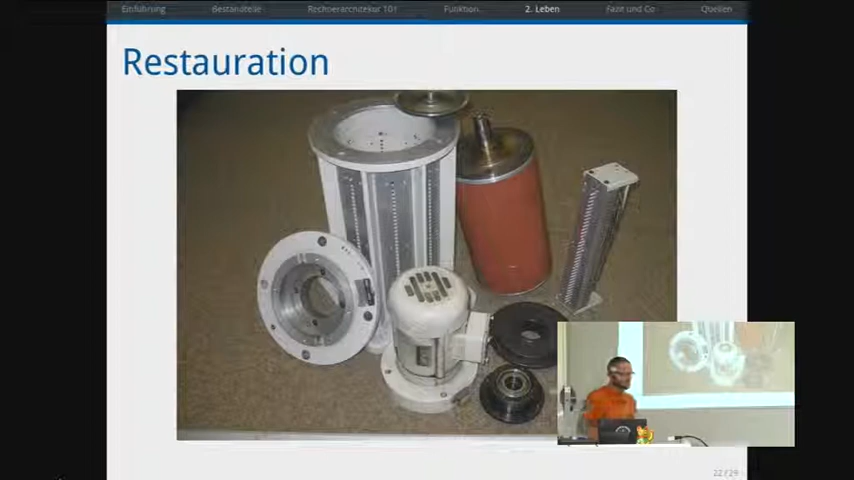 Einführung
Bestandteile
Rechnerarchitektur 101
Funktion
2. Leben
Fazit und Co
Quellen
Restauration
22 / 29